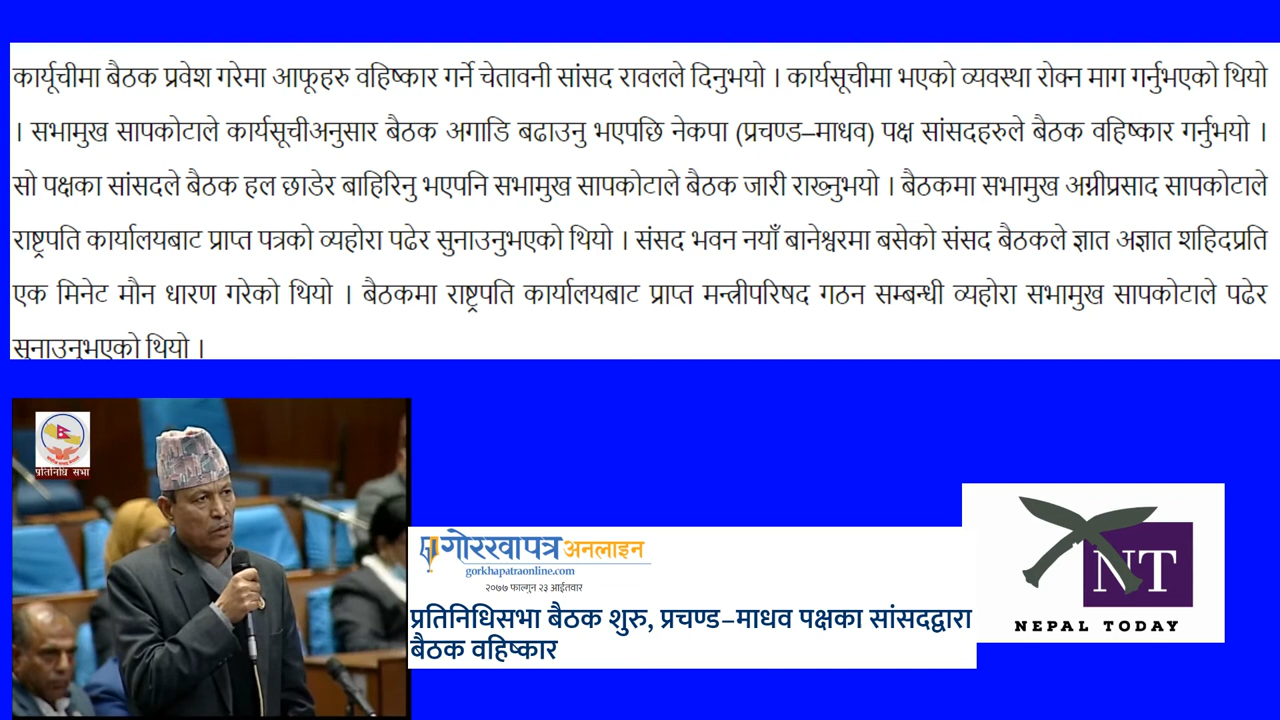 कार्यूचीमा बैठक प्रवेश गरेमा आफूहरु वहिष्कार गर्ने चेतावनी सांसद रावलले दिनुभयो । कार्यसूचीमा भएको व्यवस्था रोक्न माग गर्नुभएको थियो
। सभामुख सापकोटाले कार्यसूचीअनुसार बैठक अगाडि बढाउनु भएपछि नेकपा (प्रचण्ड–माधव) पक्ष सांसदहरुले बैठक वहिष्कार गर्नुभयो ।
सो पक्षका सांसदले बैठक हल छाडेर बाहिरिनु भएपनि सभामुख सापकोटाले बैठक जारी राख्नुभयो । बैठकमा सभामुख अग्नीप्रसाद सापकोटाले
राष्ट्रपति कार्यालयबाट प्राप्त पत्रको व्यहोरा पढेर सुनाउनुभएको थियो । संसद भवन नयाँ बानेश्वरमा बसेको संसद बैठकले ज्ञात अज्ञात शहिदप्रति
एक मिनेट मौन धारण गरेको थियो । बैठकमा राष्ट्रपति कार्यालयबाट प्राप्त मन्त्रीपरिषद गठन सम्बन्धी व्यहोरा सभामुख सापकोटाले पढेर
सुनाउनुभएको थियो ।
प्रतिनिधि सभा
गोरखापत्र अनलाइन
gorkhapatraonline.com
२०७७ फाल्गुन २३ आईतवार
प्रतिनिधिसभा बैठक शुरु, प्रचण्ड–माधव पक्षका सांसदद्वारा
बैठक वहिष्कार
NT
NEPAL TODAY